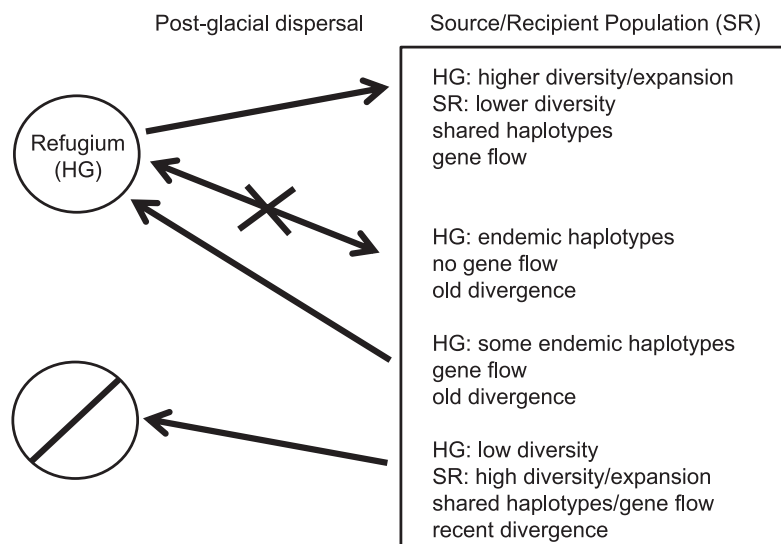 Post-glacial dispersal
Source/Recipient Population (SR)
Refugium
(HG)
HG: higher diversity/expansion
SR: lower diversity
shared haplotypes
gene flow
HG: endemic haplotypes
no gene flow
old divergence
HG: some endemic haplotypes
gene flow
old divergence
HG: low diversity
SR: high diversity/expansion
shared haplotypes/gene flow
recent divergence